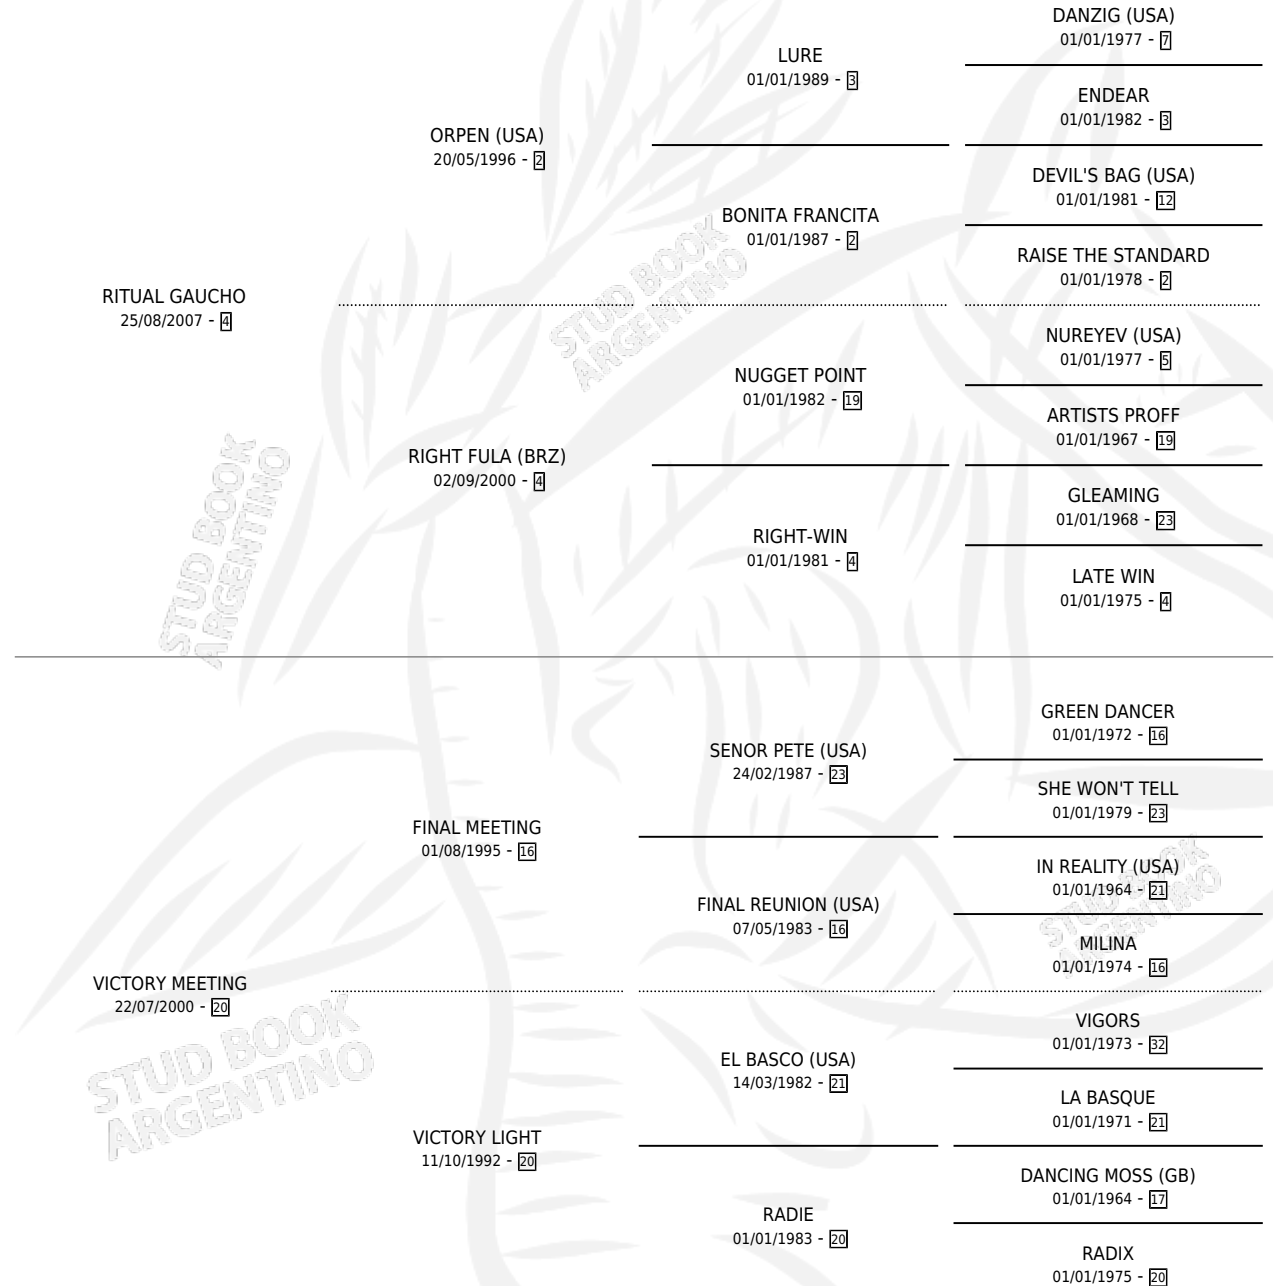 DANZIG (USA)
01/01/1977 - 7
LURE
01/01/1989 - 3
ENDEAR
01/01/1982 - 3
ORPEN (USA)
20/05/1996 - 2
DEVIL'S BAG (USA)
01/01/1981 - 12
BONITA FRANCITA
01/01/1987 - 2
RAISE THE STANDARD
01/01/1978 - 2
RITUAL GAUCHO
25/08/2007 - 4
NUREYEV (USA)
01/01/1977 - 5
NUGGET POINT
01/01/1982 - 19
ARTISTS PROFF
01/01/1967 - 19
RIGHT FULA (BRZ)
02/09/2000 - 4
GLEAMING
01/01/1968 - 23
RIGHT-WIN
01/01/1981 - 4
LATE WIN
01/01/1975 - 4
GREEN DANCER
01/01/1972 - 16
SENOR PETE (USA)
24/02/1987 - 23
SHE WON'T TELL
01/01/1979 - 23
FINAL MEETING
01/08/1995 - 16
IN REALITY (USA)
01/01/1964 - 21
FINAL REUNION (USA)
07/05/1983 - 16
MILINA
01/01/1974 - 16
VICTORY MEETING
22/07/2000 - 20
VIGORS
01/01/1973 - 32
EL BASCO (USA)
14/03/1982 - 21
LA BASQUE
01/01/1971 - 21
VICTORY LIGHT
11/10/1992 - 20
DANCING MOSS (GB)
01/01/1964 - 17
RADIE
01/01/1983 - 20
RADIX
01/01/1975 - 20
STUD BOOK
ARGENTINO
STUD BOOK
ARGENTINO
STUD BOOK
ARGENTINO
STUD BOOK
ARGENTINO